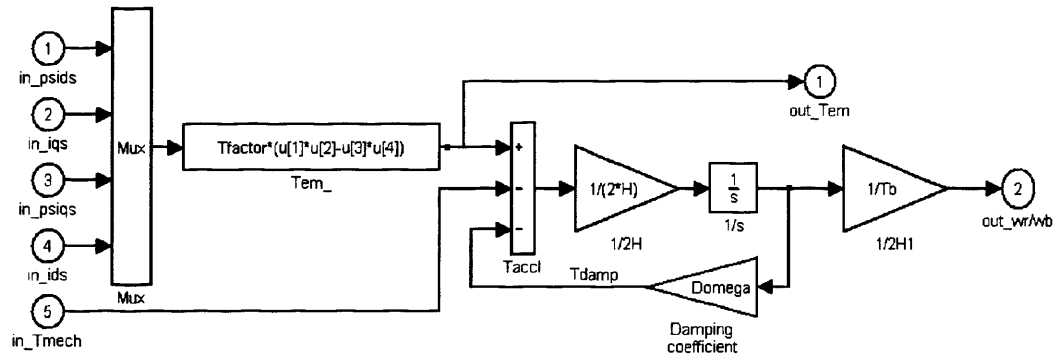 1
in_psids
2
in_iqs
3
in_psiqs
4
in_ids
5
in_Tmech
Mux
Mux
Tfactor*(u[1]*u[2]-u[3]*u[4])
Tem_
1
out_Tem
+
-
-
Taccl
1/(2*H)
1/2H
1
s
1/s
1/Tb
1/2H1
2
out_wr/wb
Tdamp
Domega
Damping
coefficient